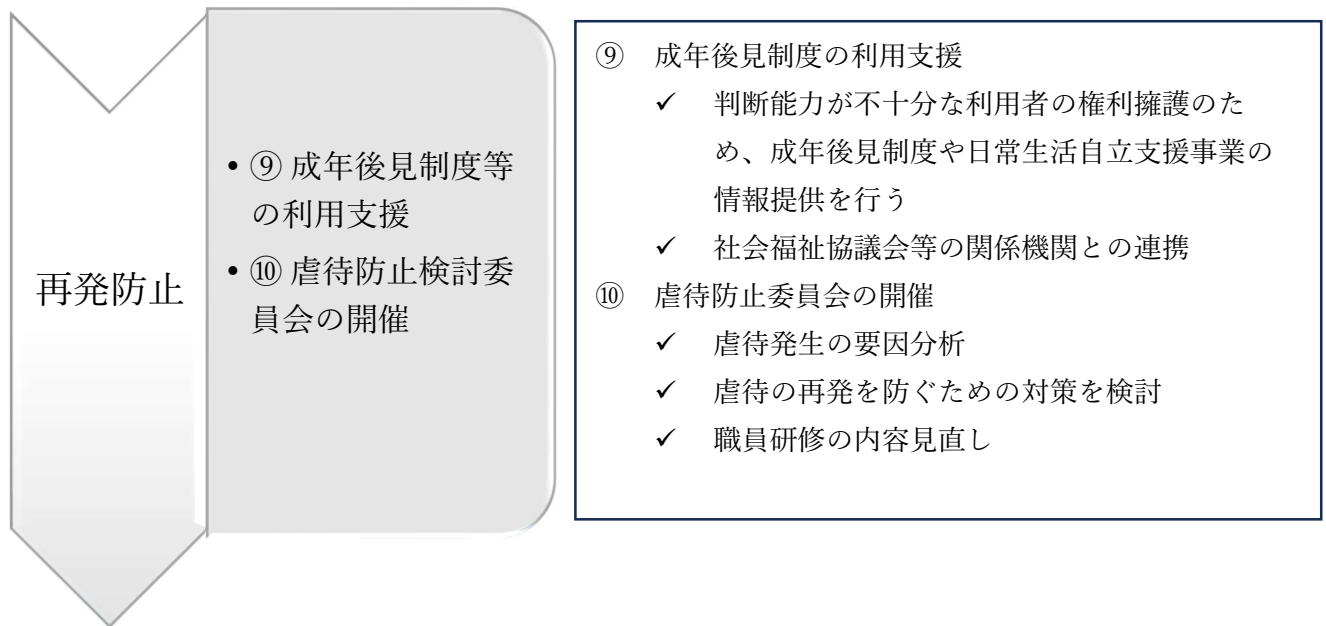 再発防止
• ⑨ 成年後見制度等
の利用支援
• ⑩ 虐待防止検討委
員会の開催
⑨ 成年後見制度の利用支援
✓ 判断能力が不十分な利用者の権利擁護のた
め、成年後見制度や日常生活自立支援事業の
情報提供を行う
✓ 社会福祉協議会等の関係機関との連携
⑩ 虐待防止委員会の開催
✓ 虐待発生の要因分析
✓ 虐待の再発を防ぐための対策を検討
✓ 職員研修の内容見直し